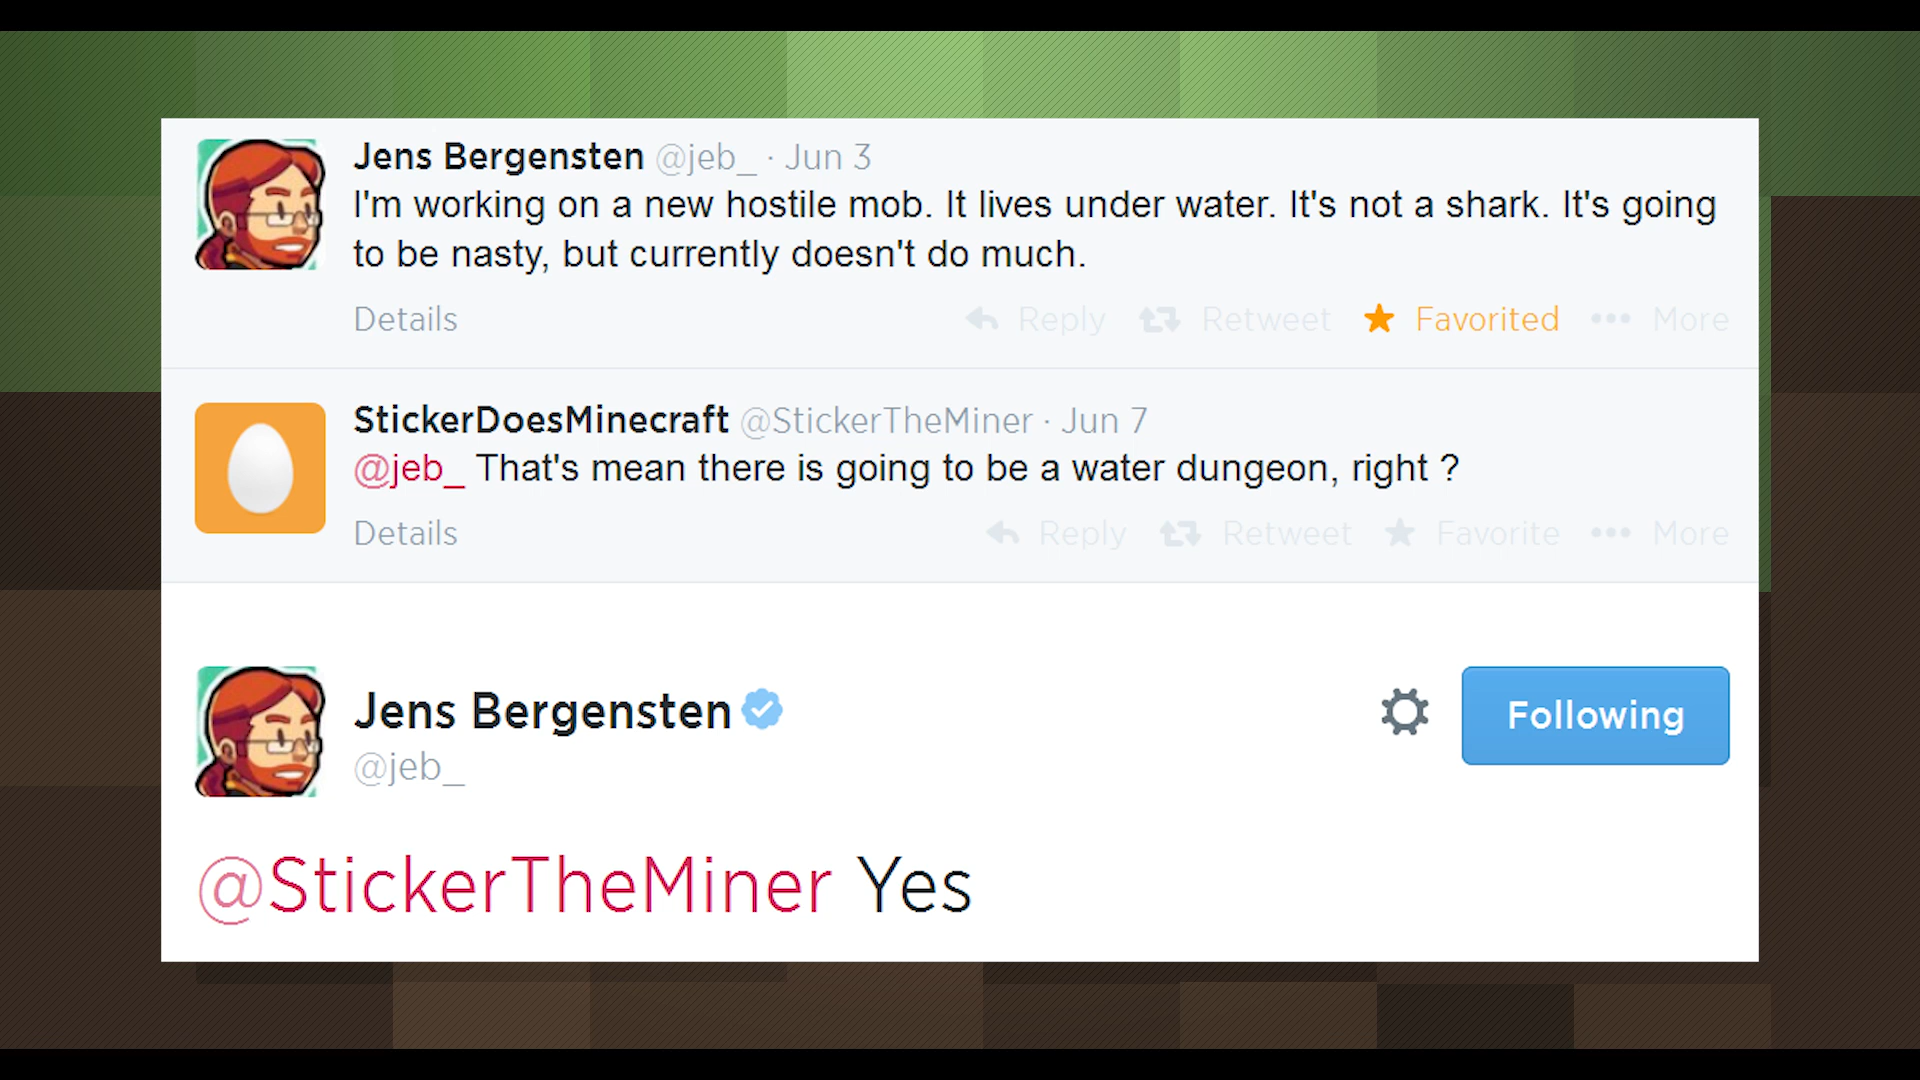 Jens Bergensten @jeb_ · Jun 3
I'm working on a new hostile mob. It lives under water. It's not a shark. It's going
to be nasty, but currently doesn't do much.
Details Reply Retweet Favorited More
StickerDoesMinecraft @StickerTheMiner · Jun 7
@jeb_ That's mean there is going to be a water dungeon, right ?
Details Reply Retweet Favorite More
Jens Bergensten Following
@jeb_
@StickerTheMiner Yes